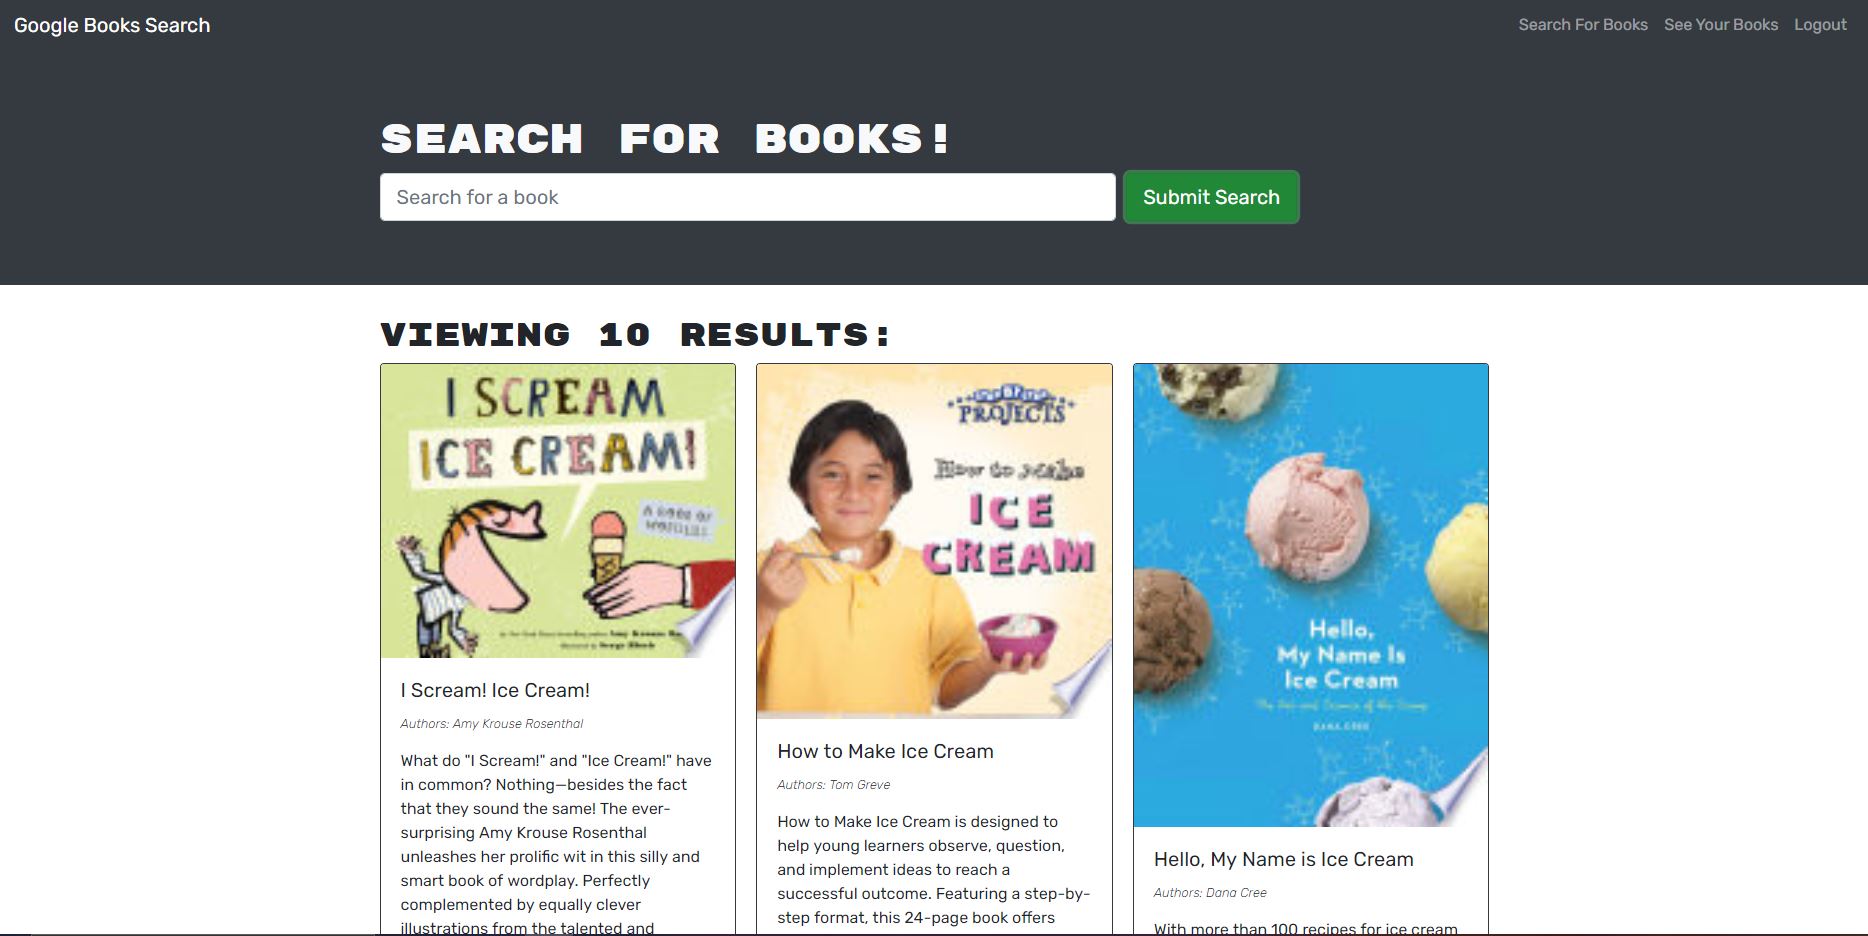 Google Books Search
Search For Books
See Your Books
Logout
SEARCH FOR BOOKS!
Search for a book
Submit Search
VIEWING 10 RESULTS:
I SCREAM
ICE CREAM!
I Scream! Ice Cream!
Authors: Amy Krouse Rosenthal
What do "I Scream!" and "Ice Cream!" have
in common? Nothing—besides the fact
that they sound the same! The ever-
surprising Amy Krouse Rosenthal
unleashes her prolific wit in this silly and
smart book of wordplay. Perfectly
complemented by equally clever
illustrations from the talented and
PROJECTS
How to Make
ICE
CREAM
How to Make Ice Cream
Authors: Tom Greve
How to Make Ice Cream is designed to
help young learners observe, question,
and implement ideas to reach a
successful outcome. Featuring a step-by-
step format, this 24-page book offers
Hello,
My Name Is
Ice Cream
DANA CREE
Hello, My Name is Ice Cream
Authors: Dana Cree
With more than 100 recipes for ice cream